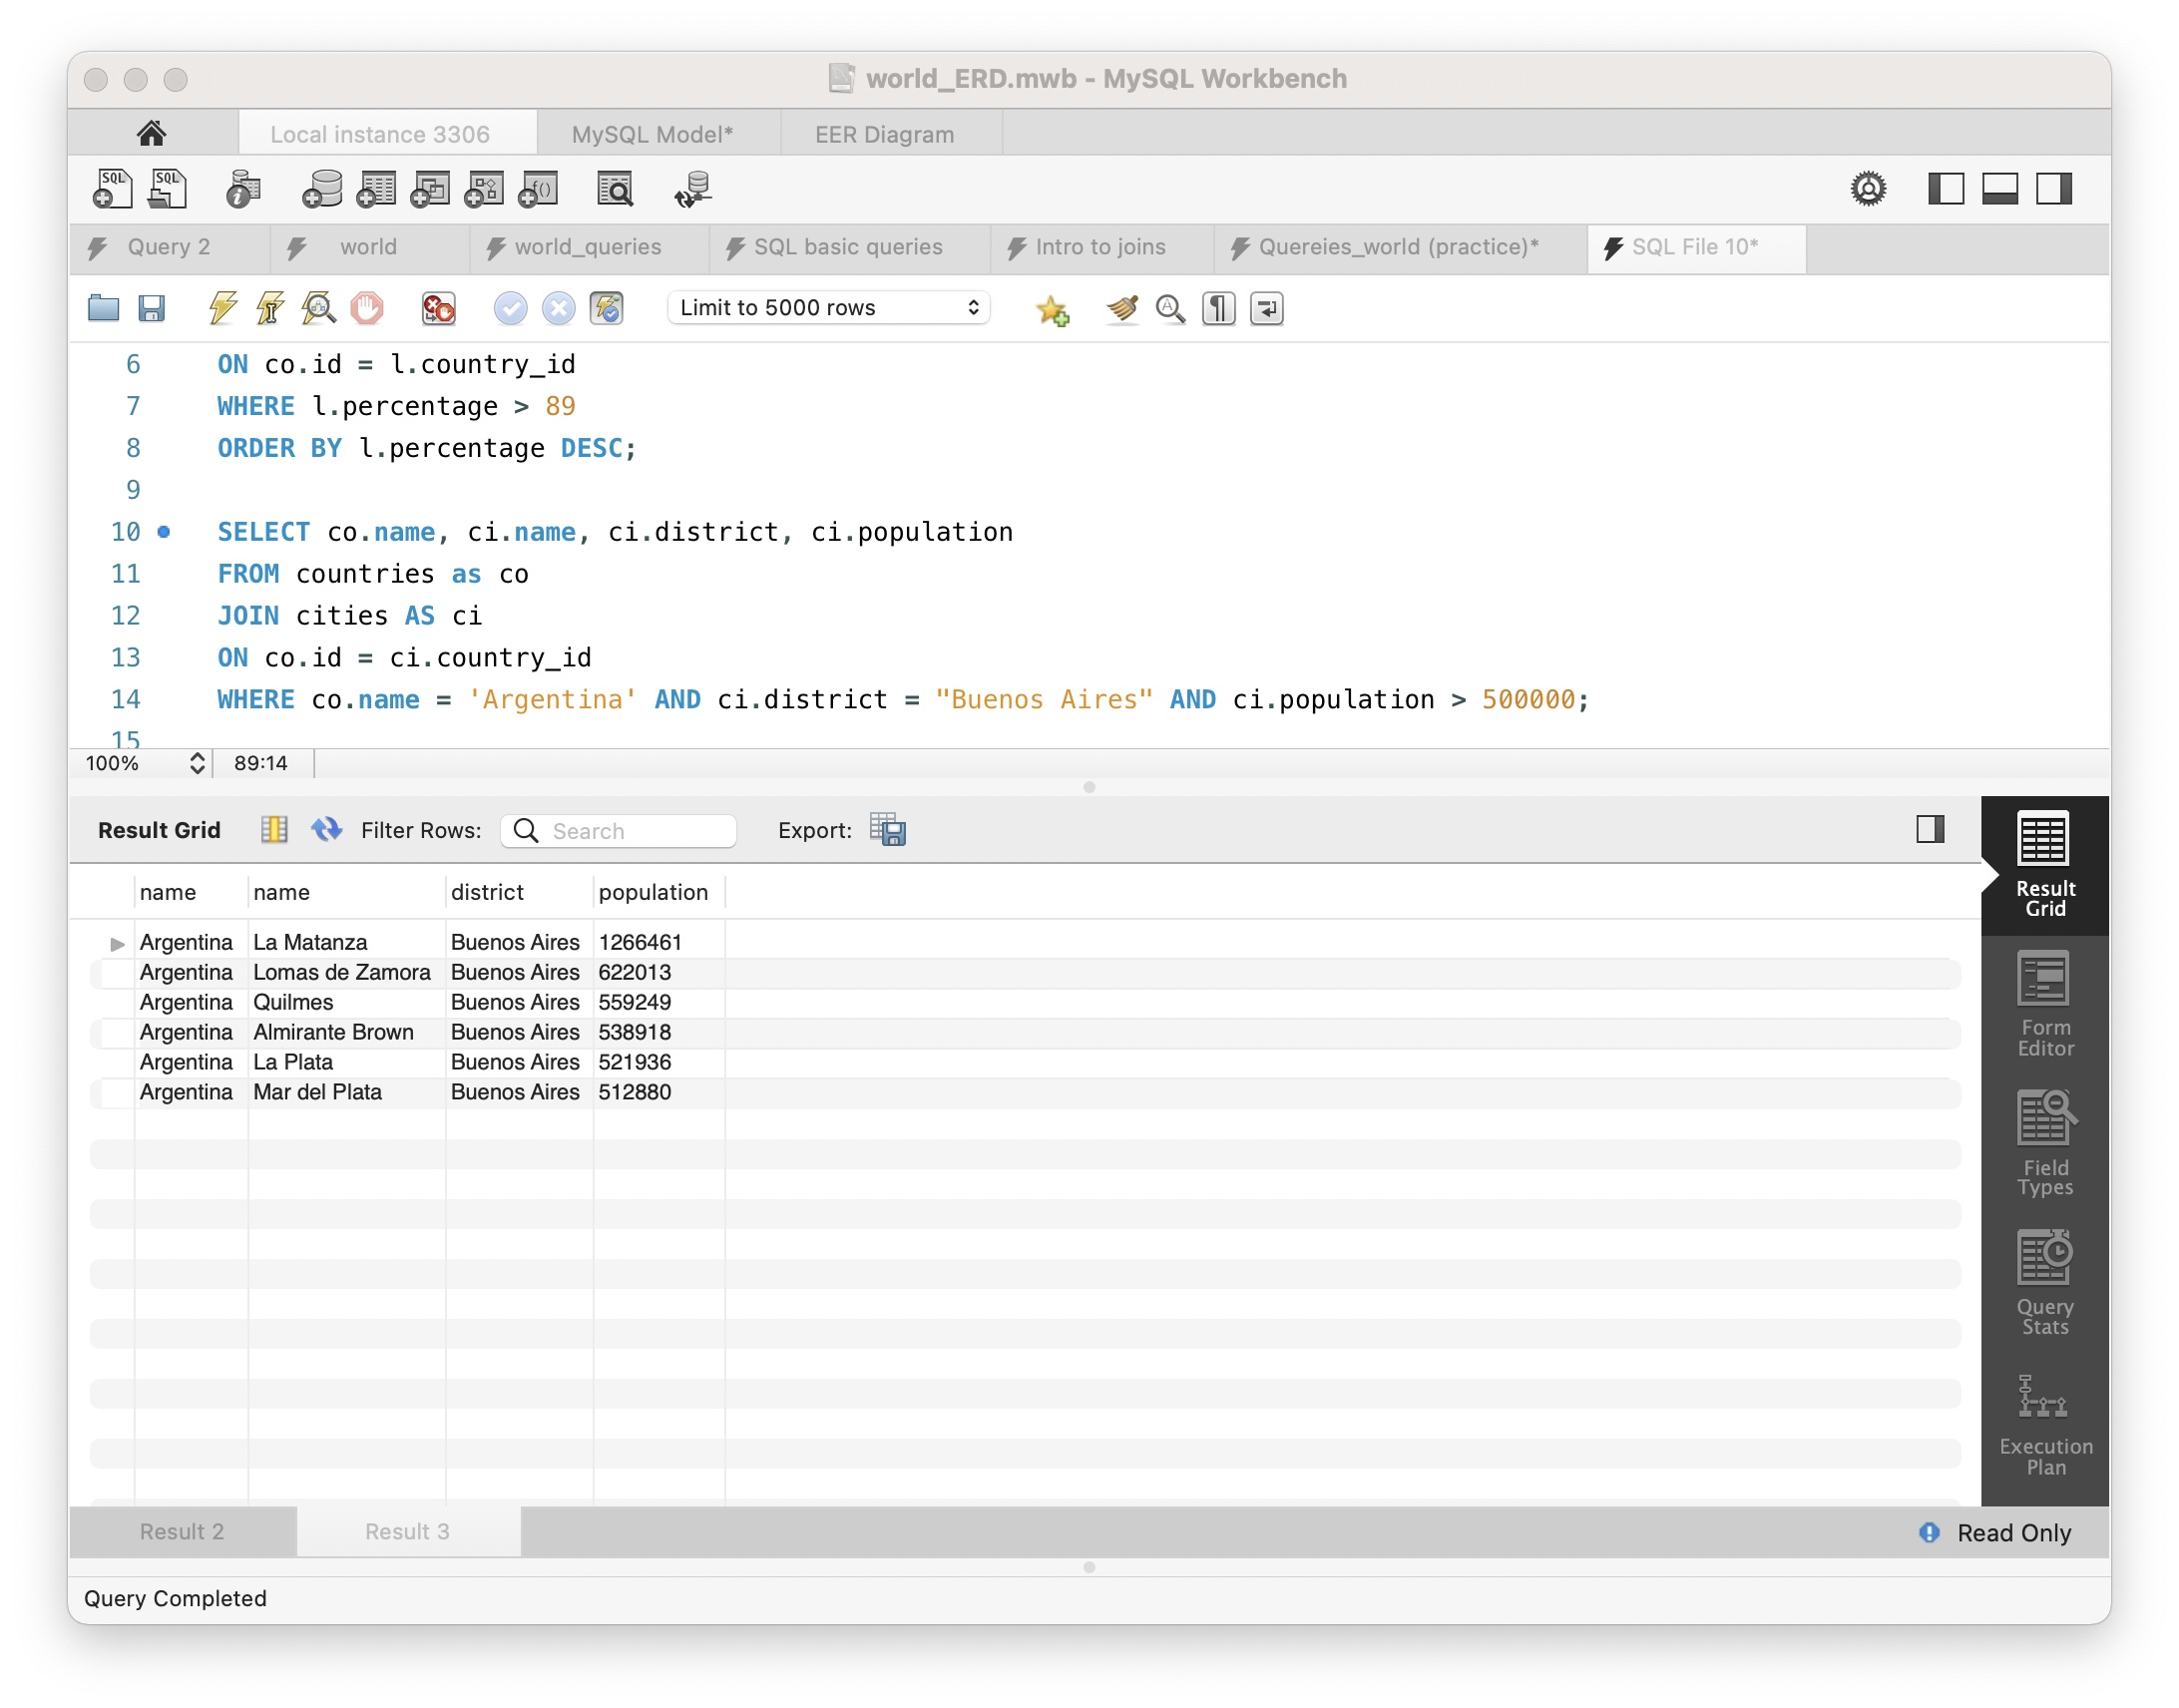 world_ERD.mwb - MySQL Workbench
Local instance 3306 MySQL Model* EER Diagram
SQL SQL i f()
Query 2 world world_queries SQL basic queries Intro to joins Quereies_world (practice)* SQL File 10*
Limit to 5000 rows
6 ON co.id = l.country_id
7 WHERE l.percentage > 89
8 ORDER BY l.percentage DESC;
9
10 SELECT co.name, ci.name, ci.district, ci.population
11 FROM countries as co
12 JOIN cities AS ci
13 ON co.id = ci.country_id
14 WHERE co.name = 'Argentina' AND ci.district = "Buenos Aires" AND ci.population > 500000;
15
100% 89:14
Result Grid Filter Rows: Search Export:
name name district population
Argentina La Matanza Buenos Aires 1266461
Argentina Lomas de Zamora Buenos Aires 622013
Argentina Quilmes Buenos Aires 559249
Argentina Almirante Brown Buenos Aires 538918
Argentina La Plata Buenos Aires 521936
Argentina Mar del Plata Buenos Aires 512880
Result
Grid
Form
Editor
Field
Types
Query
Stats
Execution
Plan
Result 2 Result 3 Read Only
Query Completed